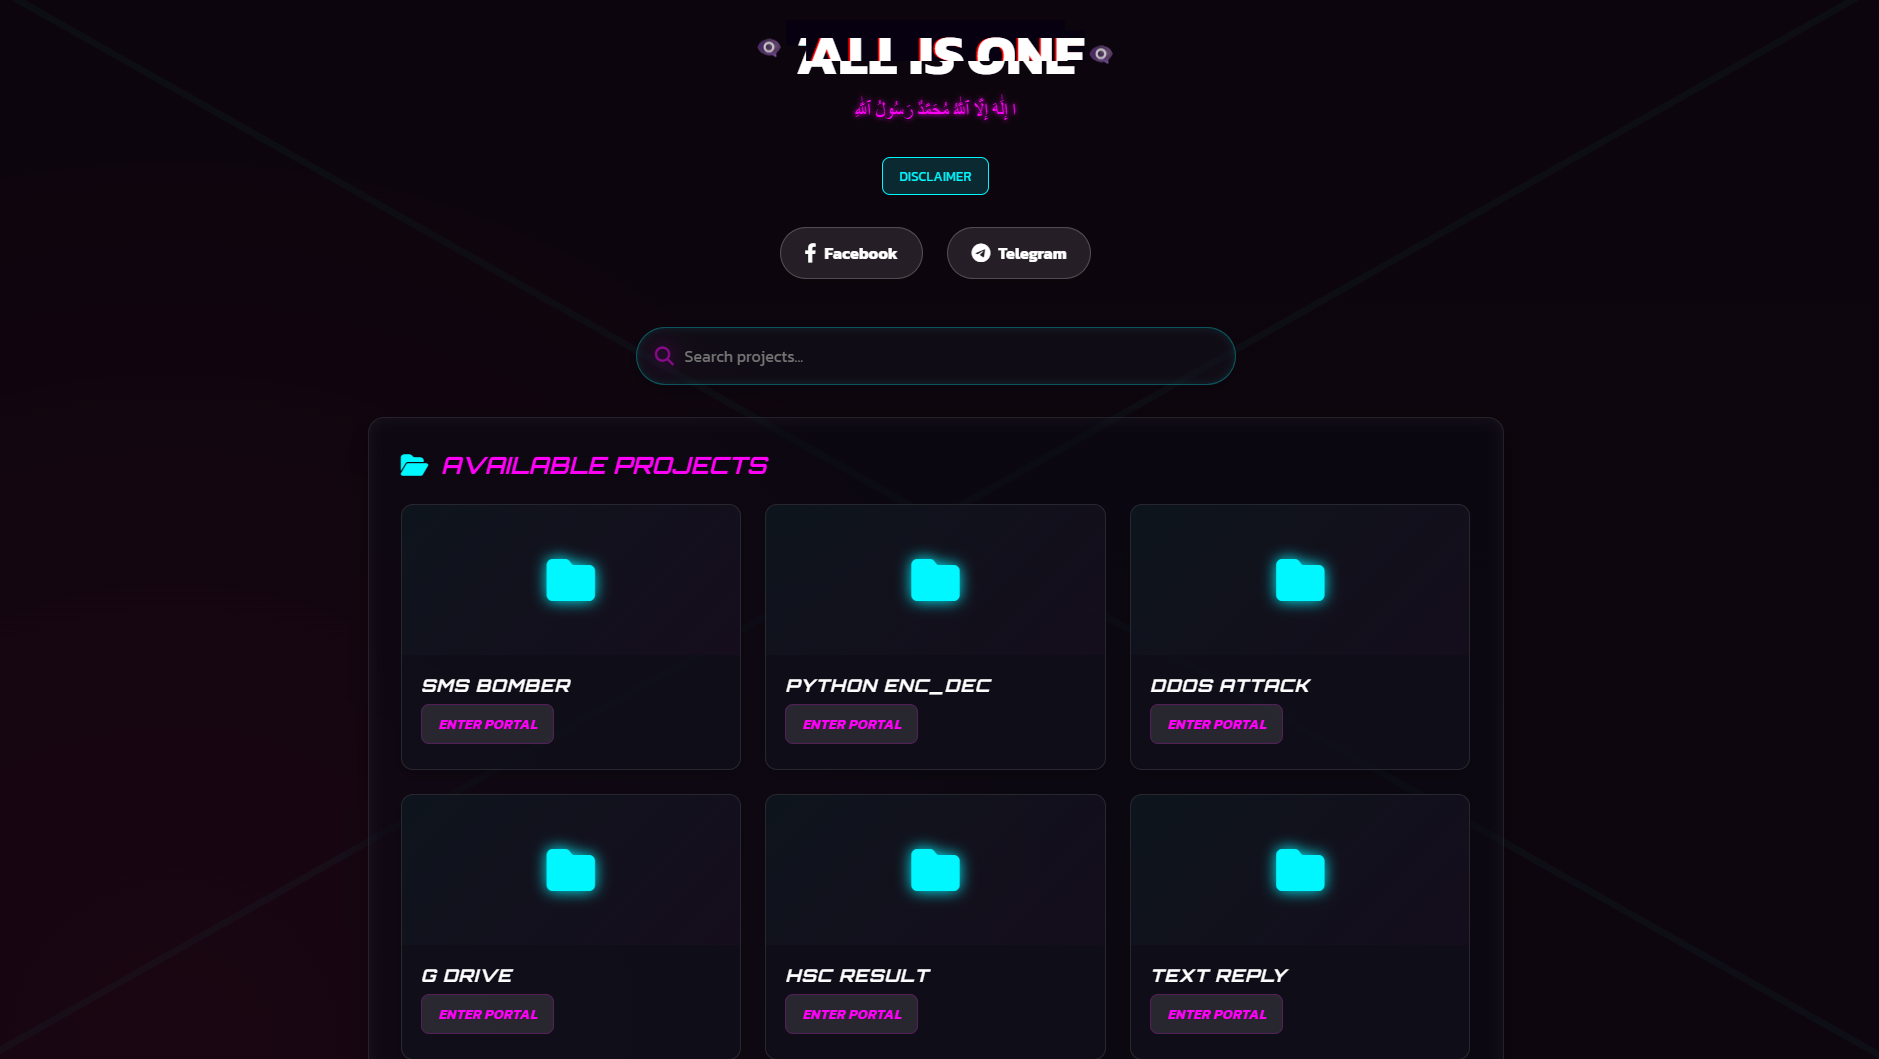 ALL IS ONE
ا إِلَٰهَ إِلَّا ٱللَّٰهُ مُحَمَّدٌ رَسُولُ ٱللَّٰهِ
DISCLAIMER
Facebook Telegram
Search projects...
AVAILABLE PROJECTS
SMS BOMBER PYTHON ENC_DEC DDOS ATTACK
ENTER PORTAL ENTER PORTAL ENTER PORTAL
G DRIVE HSC RESULT TEXT REPLY
ENTER PORTAL ENTER PORTAL ENTER PORTAL